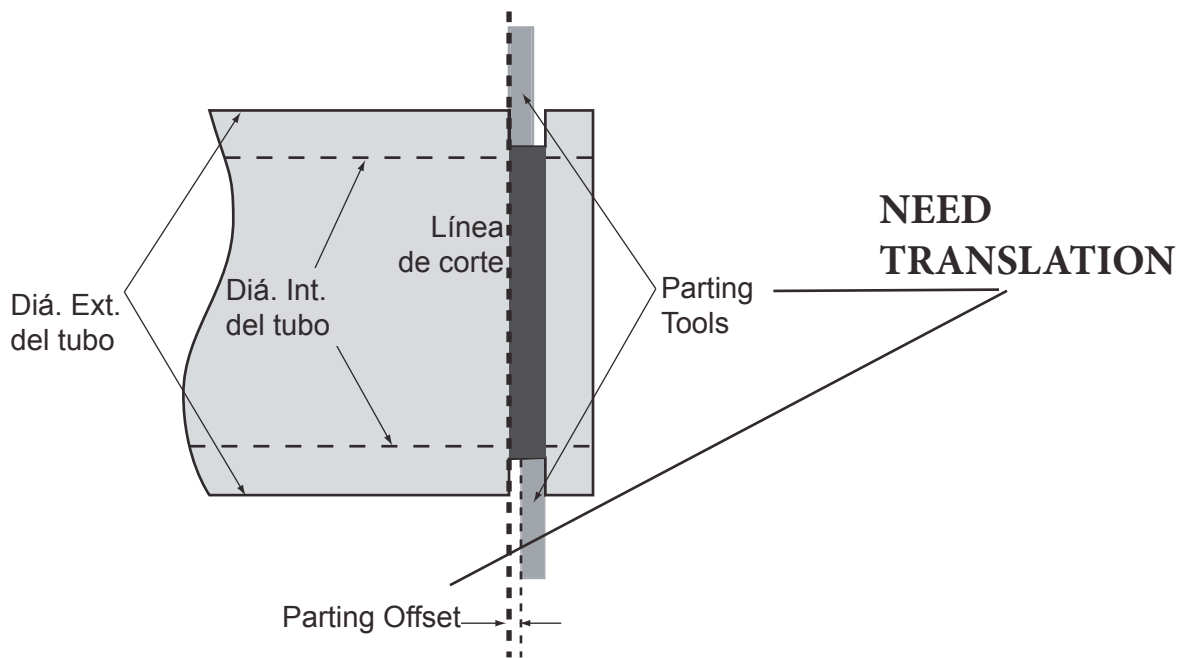 NEED
TRANSLATION
Línea
de corte
Diá. Ext.
del tubo
Diá. Int.
del tubo
Parting
Tools
Parting Offset